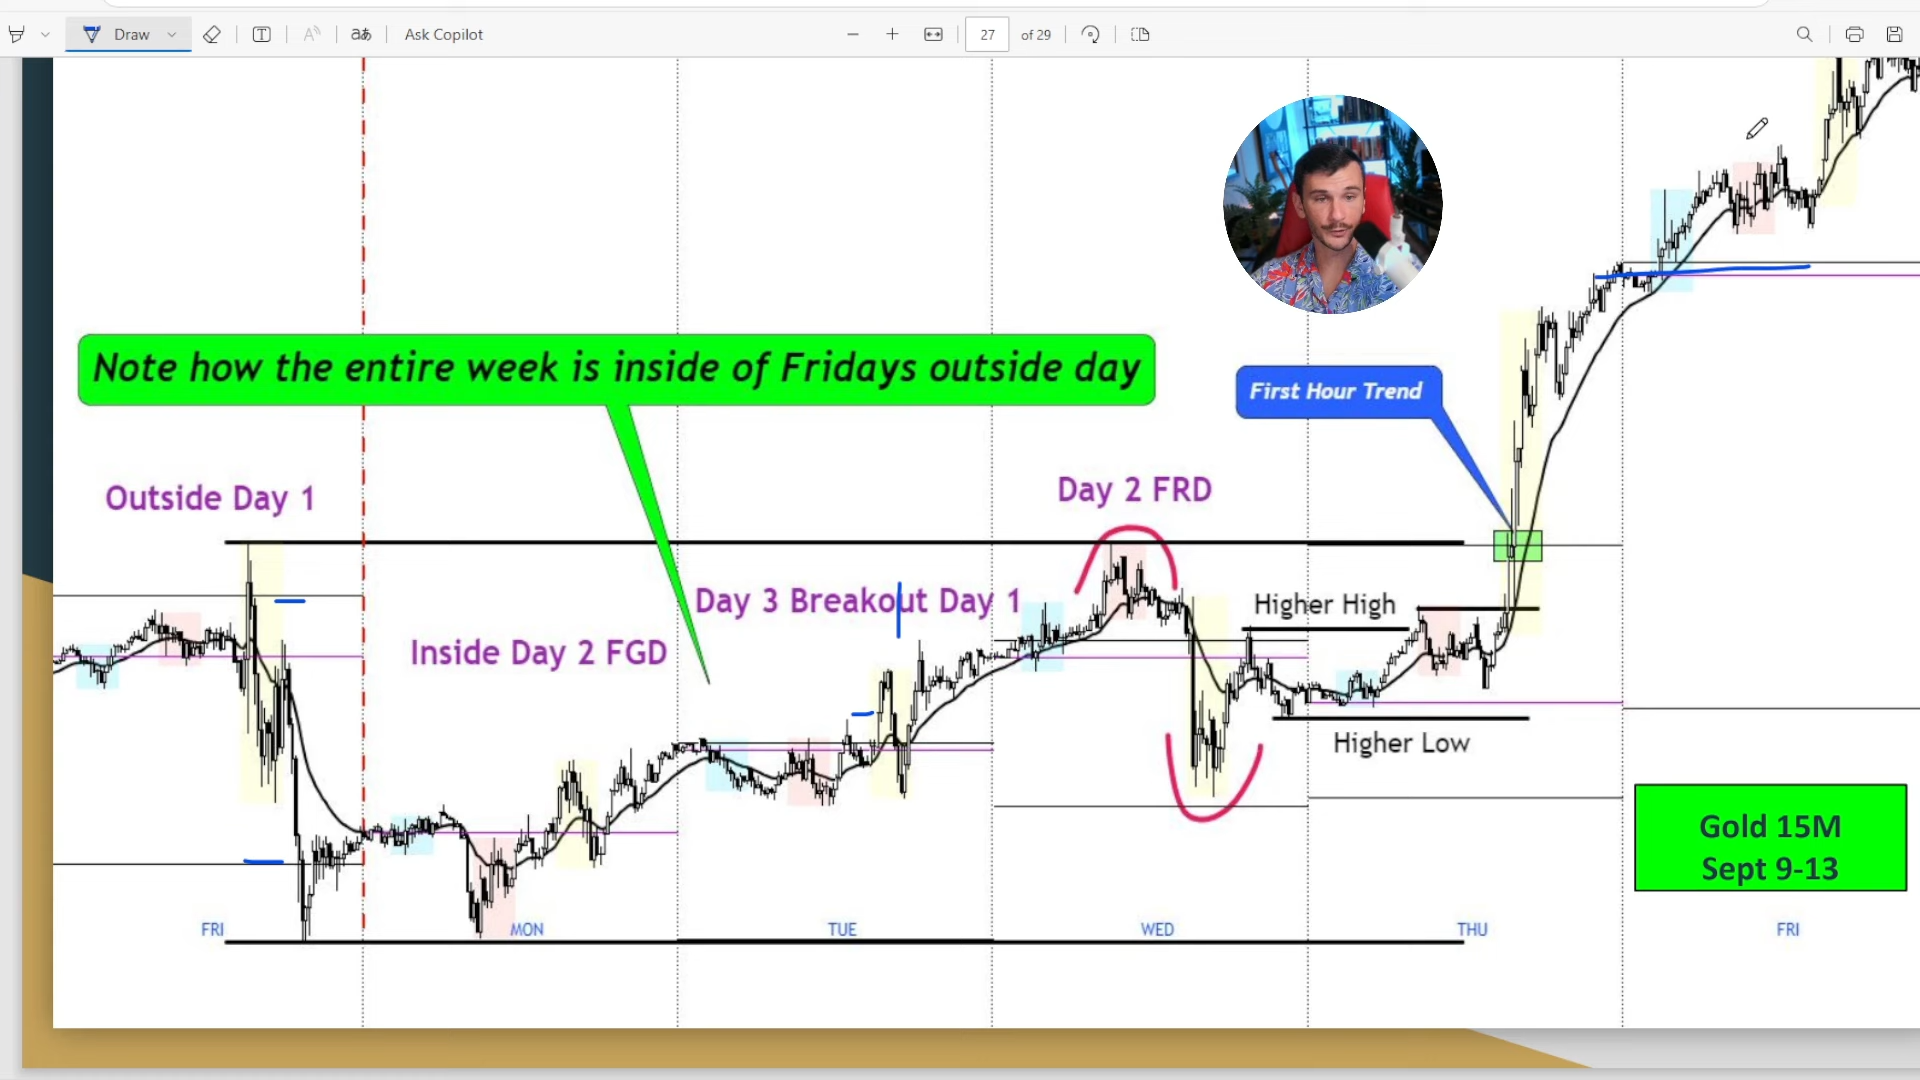 Draw
Ask Copilot
27 of 29
Note how the entire week is inside of Fridays outside day
First Hour Trend
Outside Day 1
Day 2 FRD
Day 3 Breakout Day 1
Higher High
Inside Day 2 FGD
Higher Low
Gold 15M
Sept 9-13
FRI MON TUE WED THU FRI